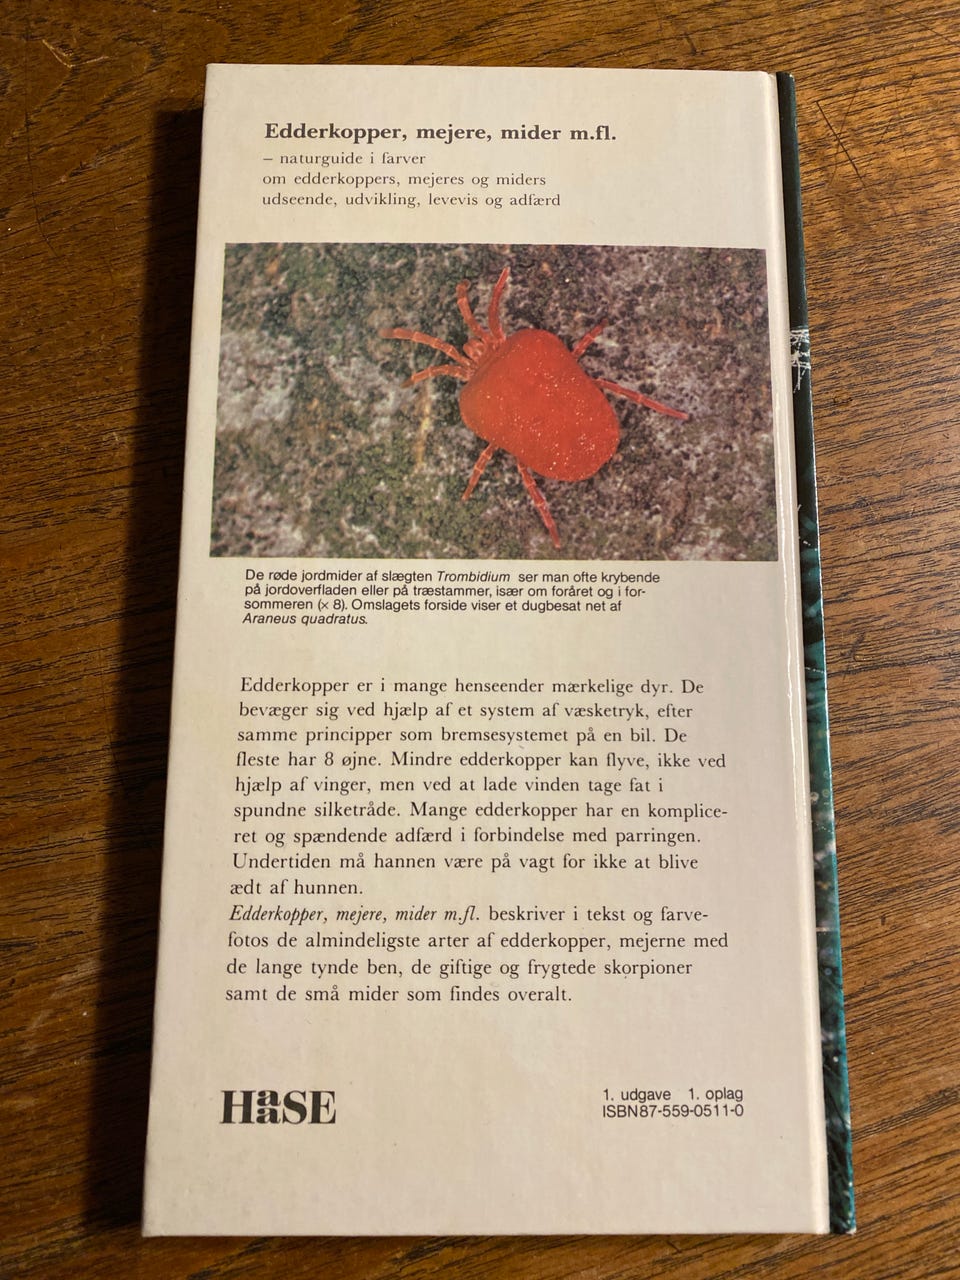 Edderkopper, mejere, mider m.fl.
– naturguide i farver
om edderkoppers, mejeres og miders
udseende, udvikling, levevis og adfærd
De røde jordmider af slægten Trombidium ser man ofte krybende
på jordoverfladen eller på træstammer, især om foråret og i for-
sommeren (× 8). Omslagets forside viser et dugbesat net af
Araneus quadratus.
Edderkopper er i mange henseender mærkelige dyr. De
bevæger sig ved hjælp af et system af væsketryk, efter
samme principper som bremsesystemet på en bil. De
fleste har 8 øjne. Mindre edderkopper kan flyve, ikke ved
hjælp af vinger, men ved at lade vinden tage fat i
spundne silketråde. Mange edderkopper har en komplice-
ret og spændende adfærd i forbindelse med parringen.
Undertiden må hannen være på vagt for ikke at blive
ædt af hunnen.
Edderkopper, mejere, mider m.fl. beskriver i tekst og farve-
fotos de almindeligste arter af edderkopper, mejerne med
de lange tynde ben, de giftige og frygtede skorpioner
samt de små mider som findes overalt.
HaaSE
1. udgave 1. oplag
ISBN87-559-0511-0